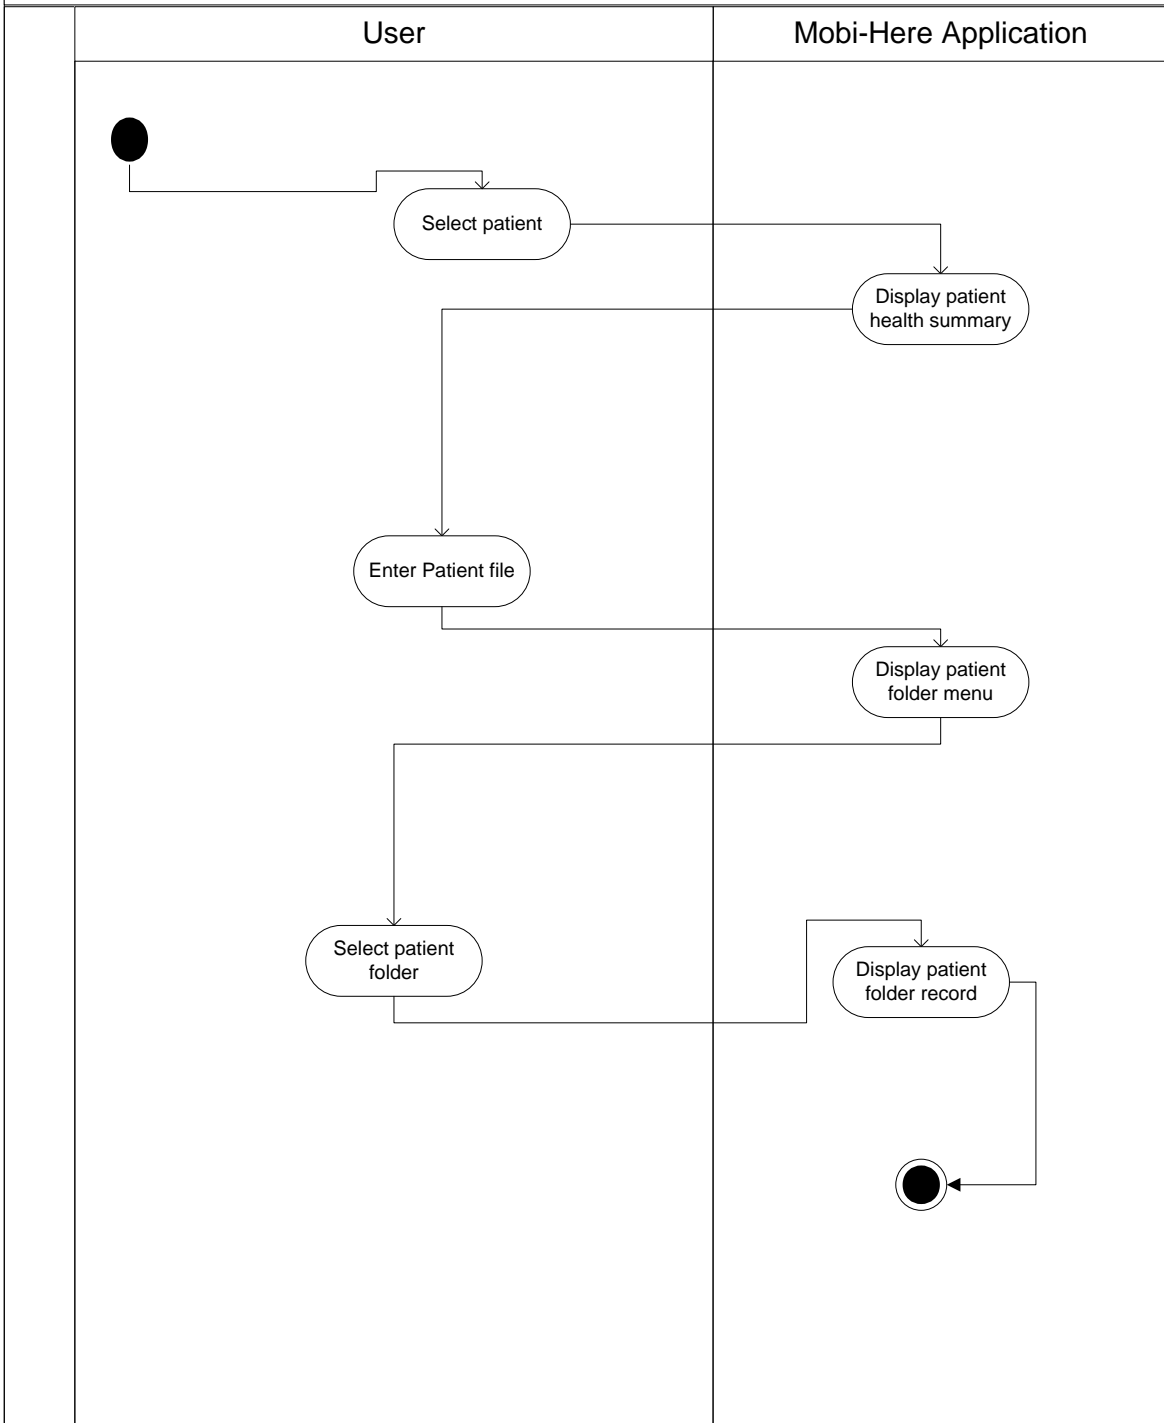 User
Mobi-Here Application
Select patient
Display patient
health summary
Enter Patient file
Display patient
folder menu
Select patient
folder
Display patient
folder record